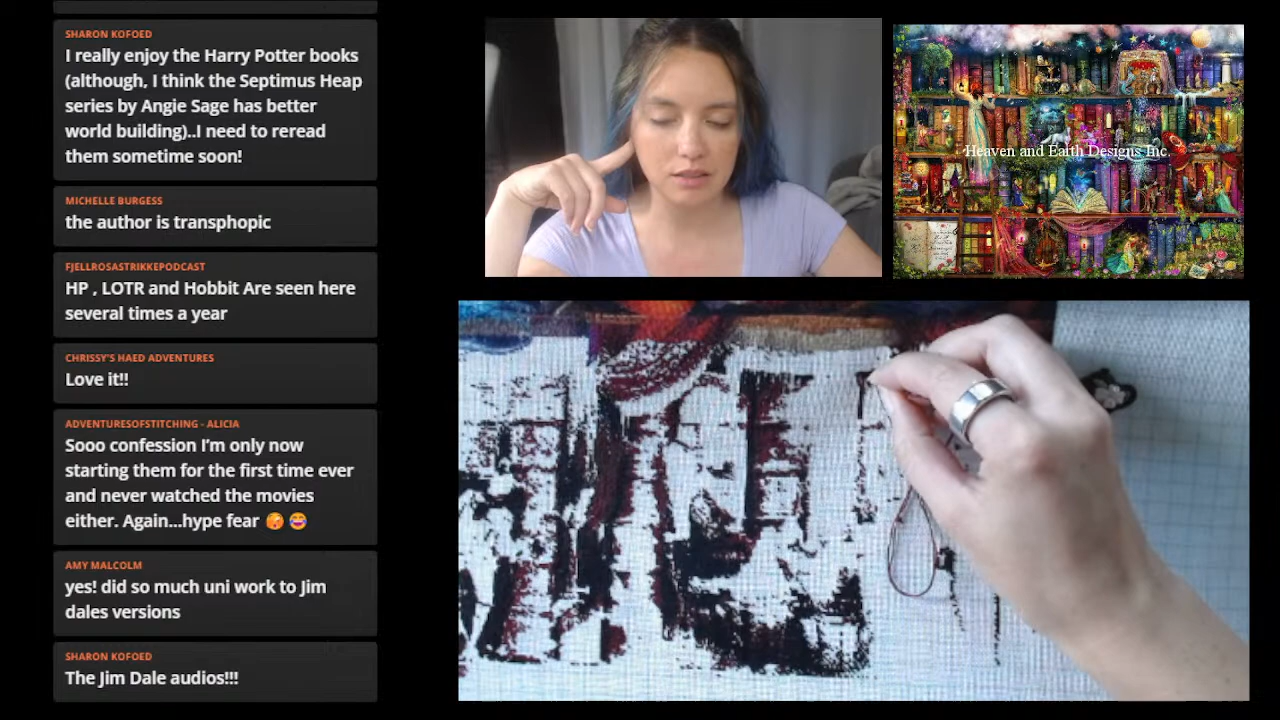 SHARON KOFOED
I really enjoy the Harry Potter books
(although, I think the Septimus Heap
series by Angie Sage has better
world building)..I need to reread
them sometime soon!
MICHELLE BURGESS
the author is transphopic
FJELLROSASTRIKKEPODCAST
HP , LOTR and Hobbit Are seen here
several times a year
CHRISSY'S HAED ADVENTURES
Love it!!
ADVENTURESOFSTITCHING - ALICIA
Sooo confession I'm only now
starting them for the first time ever
and never watched the movies
either. Again...hype fear 🥵 😂
AMY MALCOLM
yes! did so much uni work to Jim
dales versions
SHARON KOFOED
The Jim Dale audios!!!
Heaven and Earth Designs Inc.